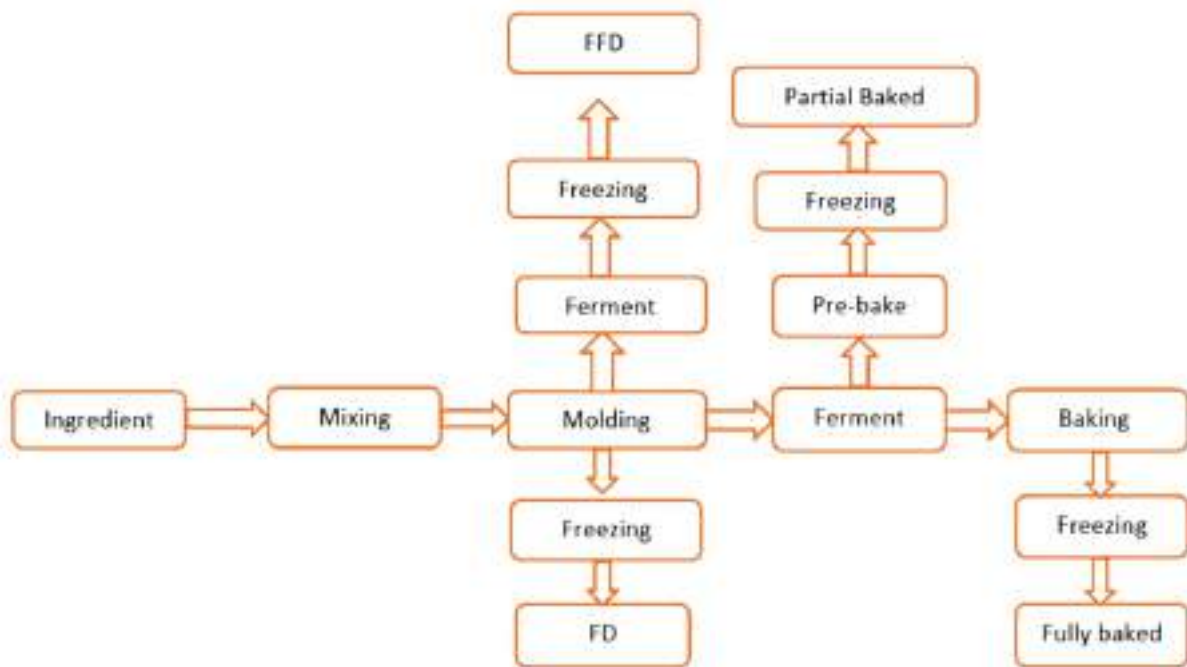 FFD
Partial Baked
Freezing
Freezing
Ferment
Pre-bake
Ingredient
Mixing
Molding
Ferment
Baking
Freezing
Freezing
FD
Fully baked